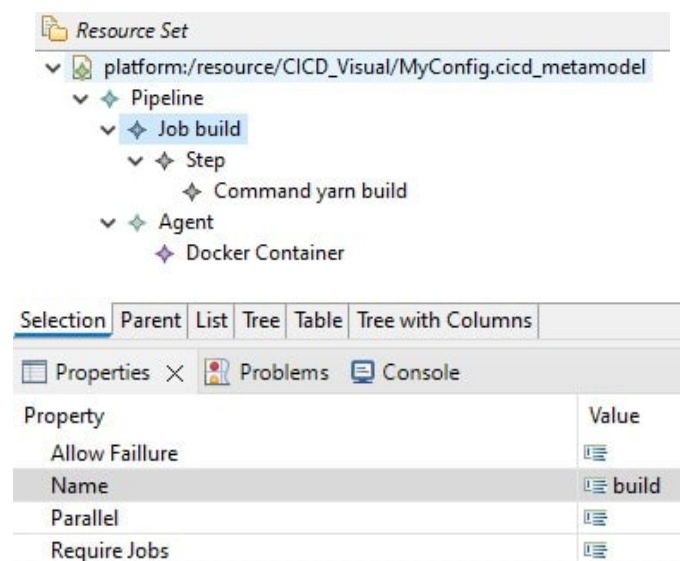 Resource Set
platform:/resource/CICD_Visual/MyConfig.cicd_metamodel
Pipeline
Job build
Step
Command yarn build
Agent
Docker Container
Selection Parent List Tree Table Tree with Columns
Properties Problems Console
Property Value
Allow Faillure
Name build
Parallel
Require Jobs